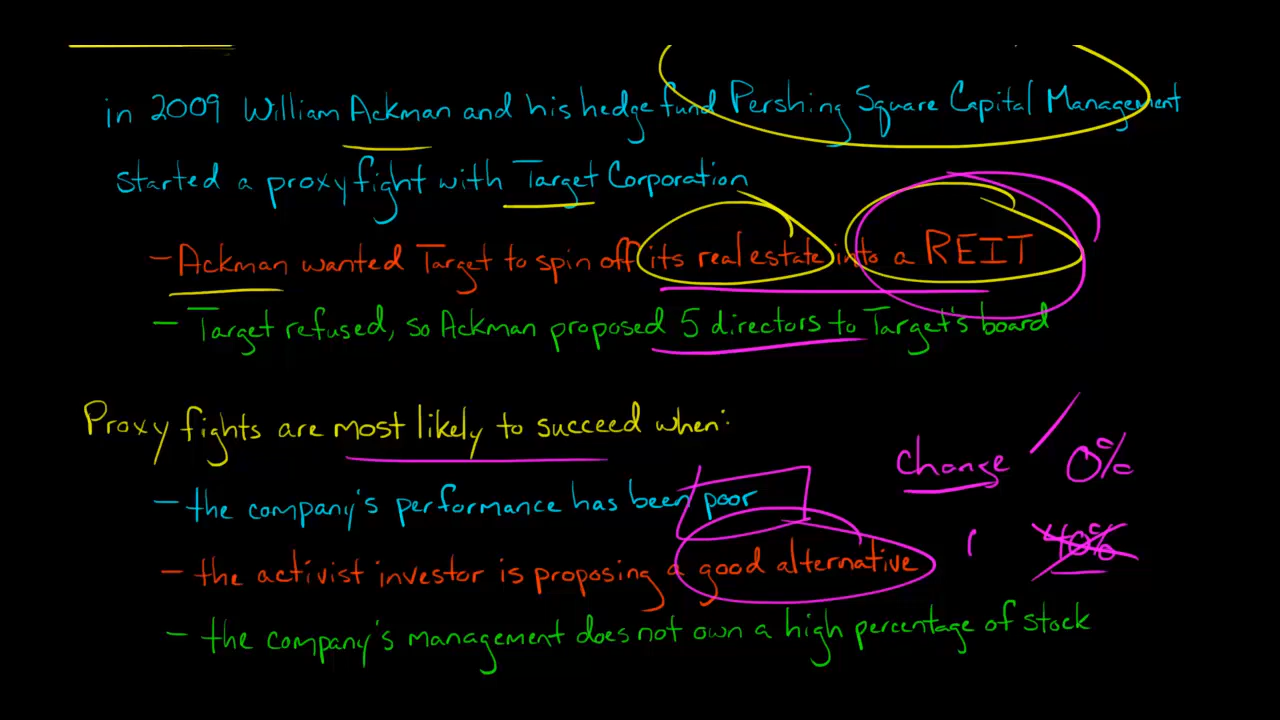 in 2009 William Ackman and his hedge fund Pershing Square Capital Management
started a proxy fight with Target Corporation
- Ackman wanted Target to spin off its real estate into a REIT
- Target refused, so Ackman proposed 5 directors to Target's board
Proxy fights are most likely to succeed when:
change 0%
- the company's performance has been poor
40%
- the activist investor is proposing a good alternative
- the company's management does not own a high percentage of stock